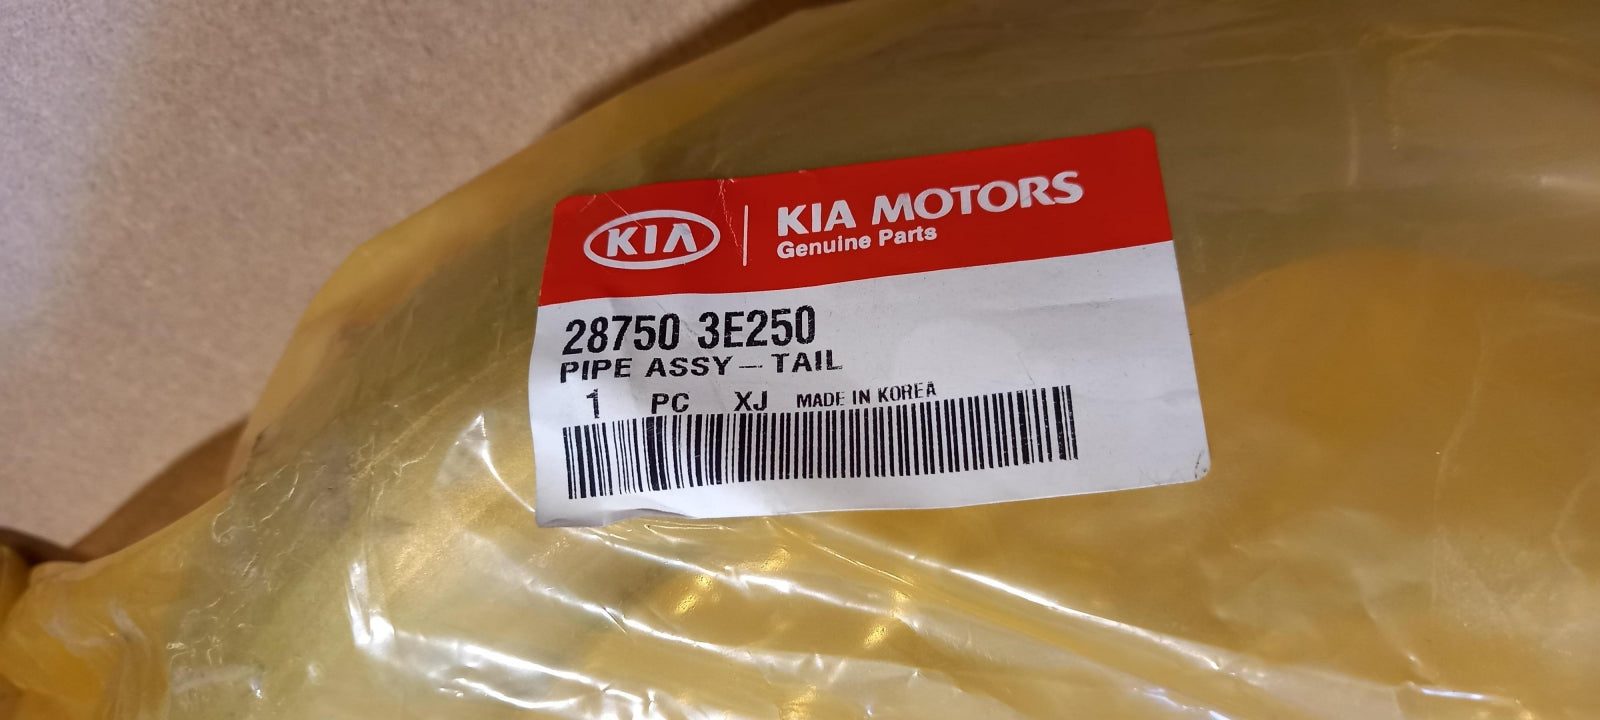 KIA KIA MOTORS
Genuine Parts
28750 3E250
PIPE ASSY-TAIL
1 PC XJ MADE IN KOREA